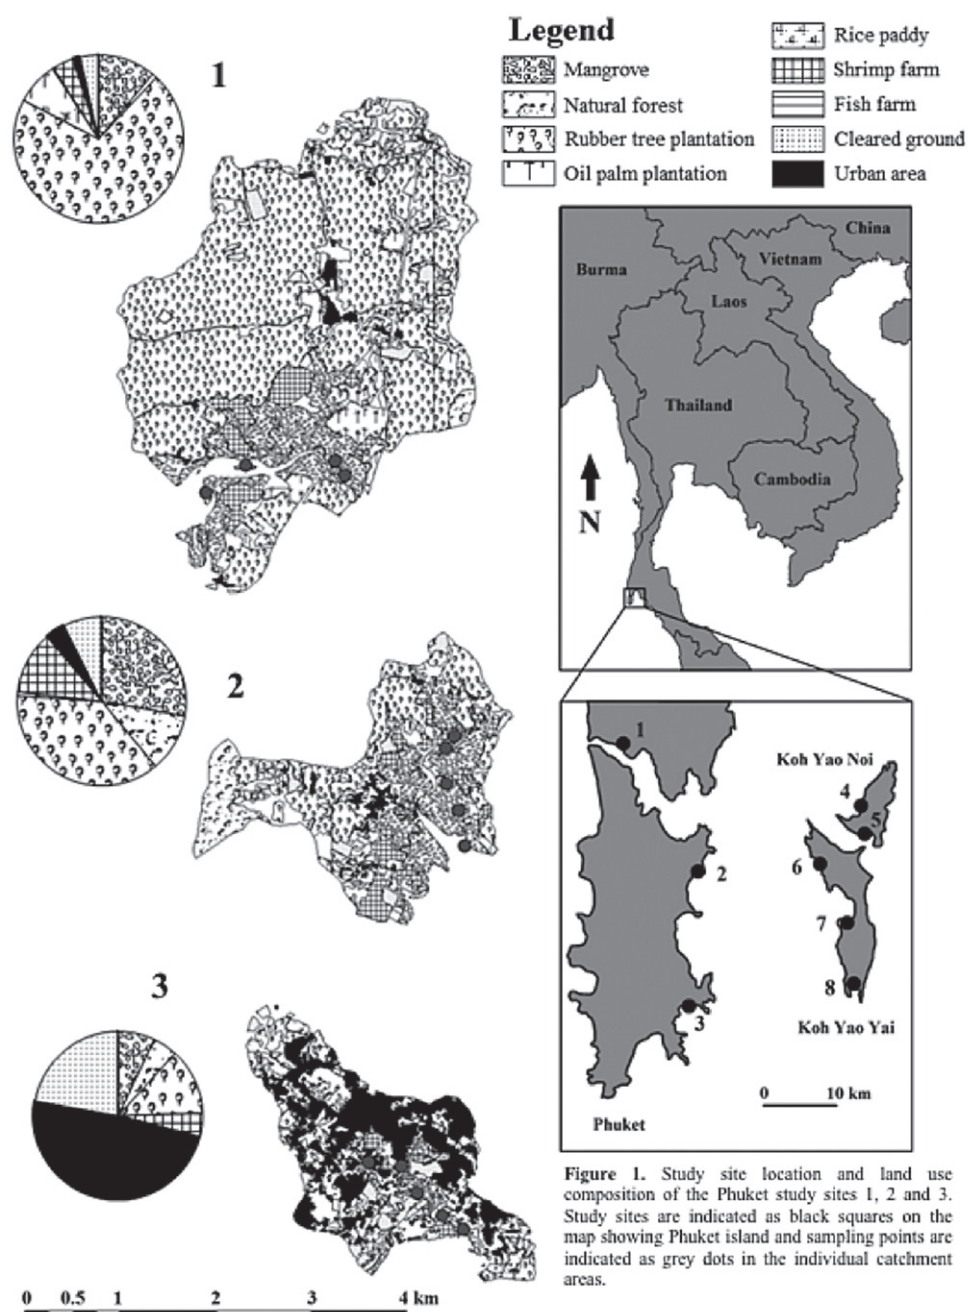 Legend
Mangrove
Natural forest
Rubber tree plantation
Oil palm plantation
Rice paddy
Shrimp farm
Fish farm
Cleared ground
Urban area
1
2
3
0 0.5 1 2 3 4 km
China
Burma
Vietnam
Laos
Thailand
Cambodia
N
1
Koh Yao Noi
4
5
2
6
7
8
3
Koh Yao Yai
0 10 km
Phuket
Figure 1. Study site location and land use
composition of the Phuket study sites 1, 2 and 3.
Study sites are indicated as black squares on the
map showing Phuket island and sampling points are
indicated as grey dots in the individual catchment
areas.